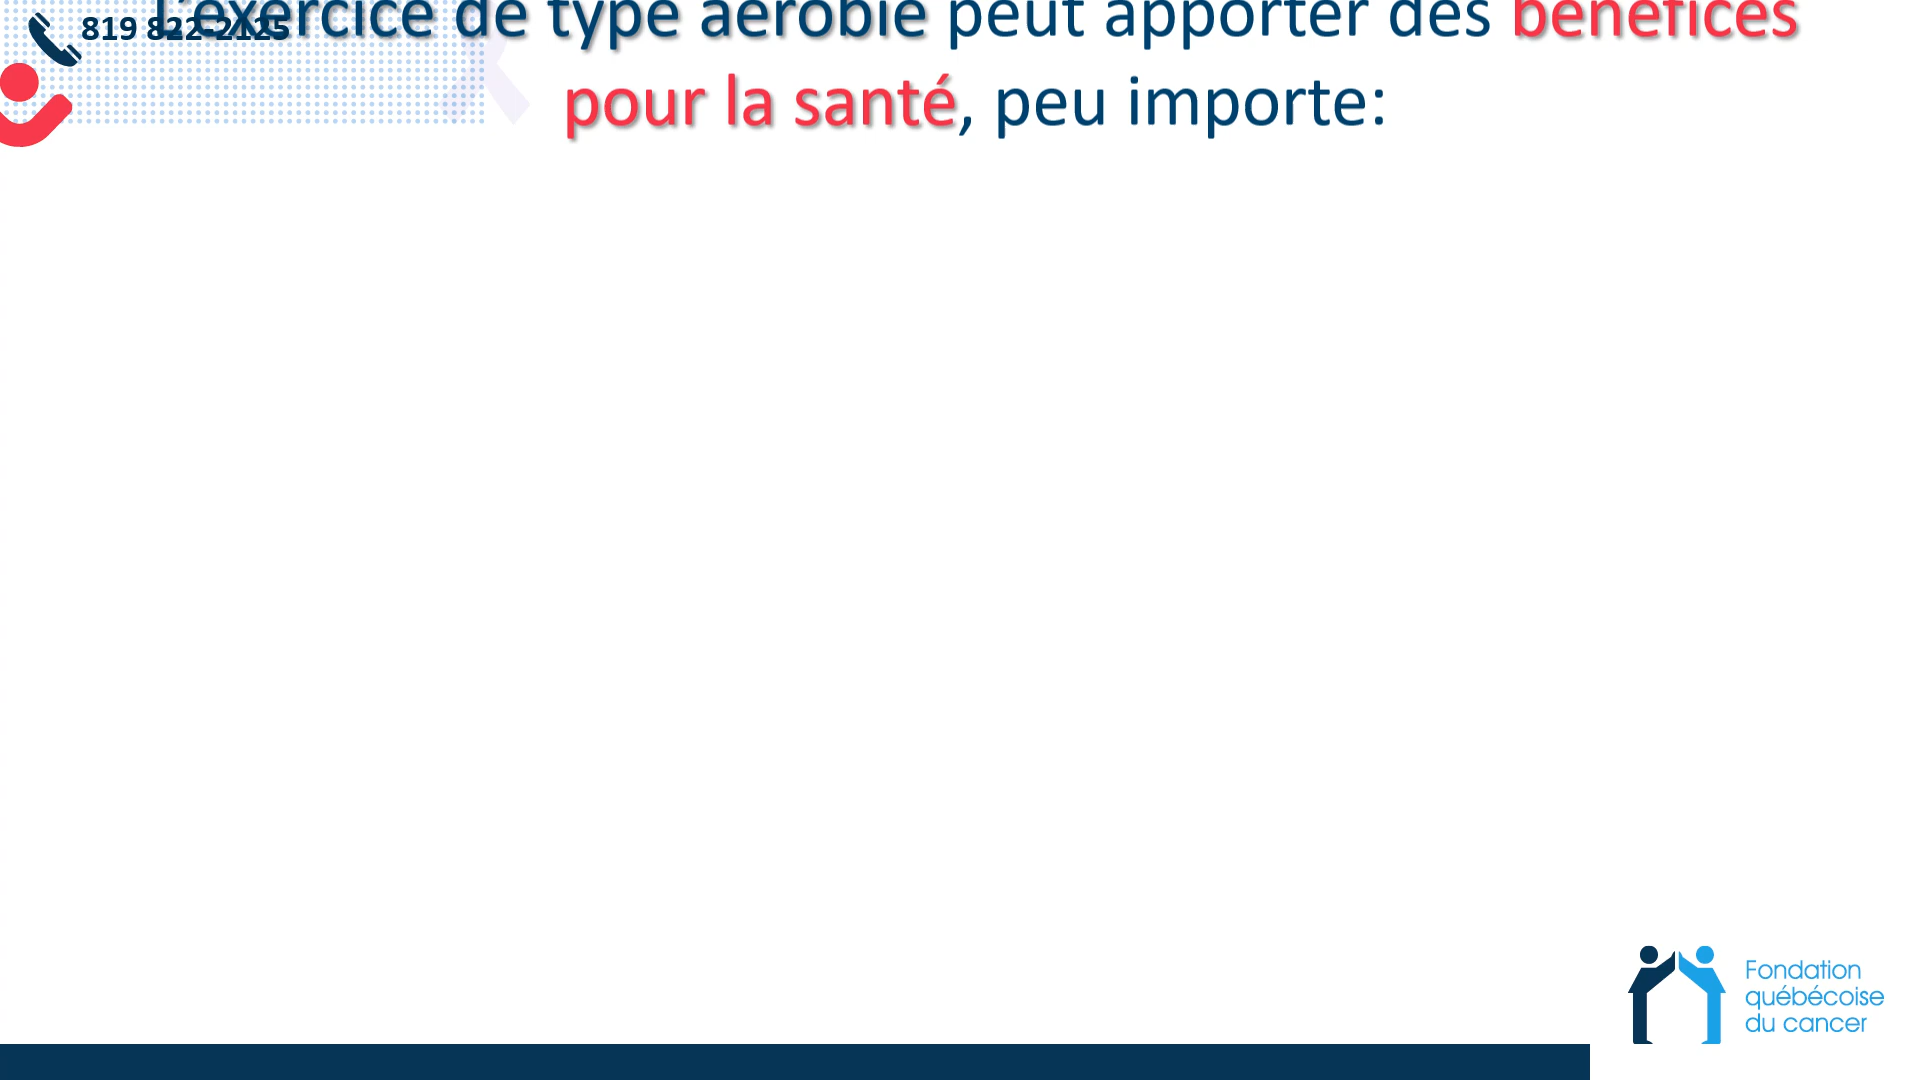 819 822-2125
L'exercice de type aérobie peut apporter des bénéfices
pour la santé, peu importe:
Fondation
québécoise
du cancer